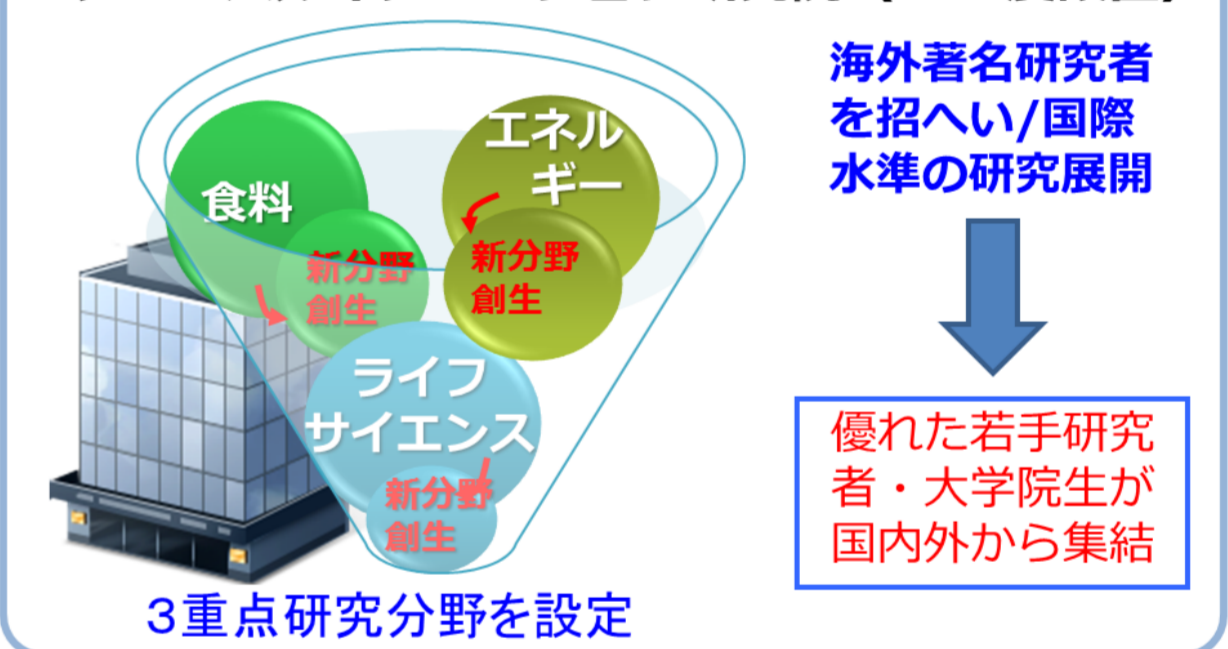 食料
エネル
ギー
新分野
創生
新分野
創生
ライフ
サイエンス
新分野
創生
3重点研究分野を設定
海外著名研究者
を招へい/国際
水準の研究展開
優れた若手研究
者・大学院生が
国内外から集結